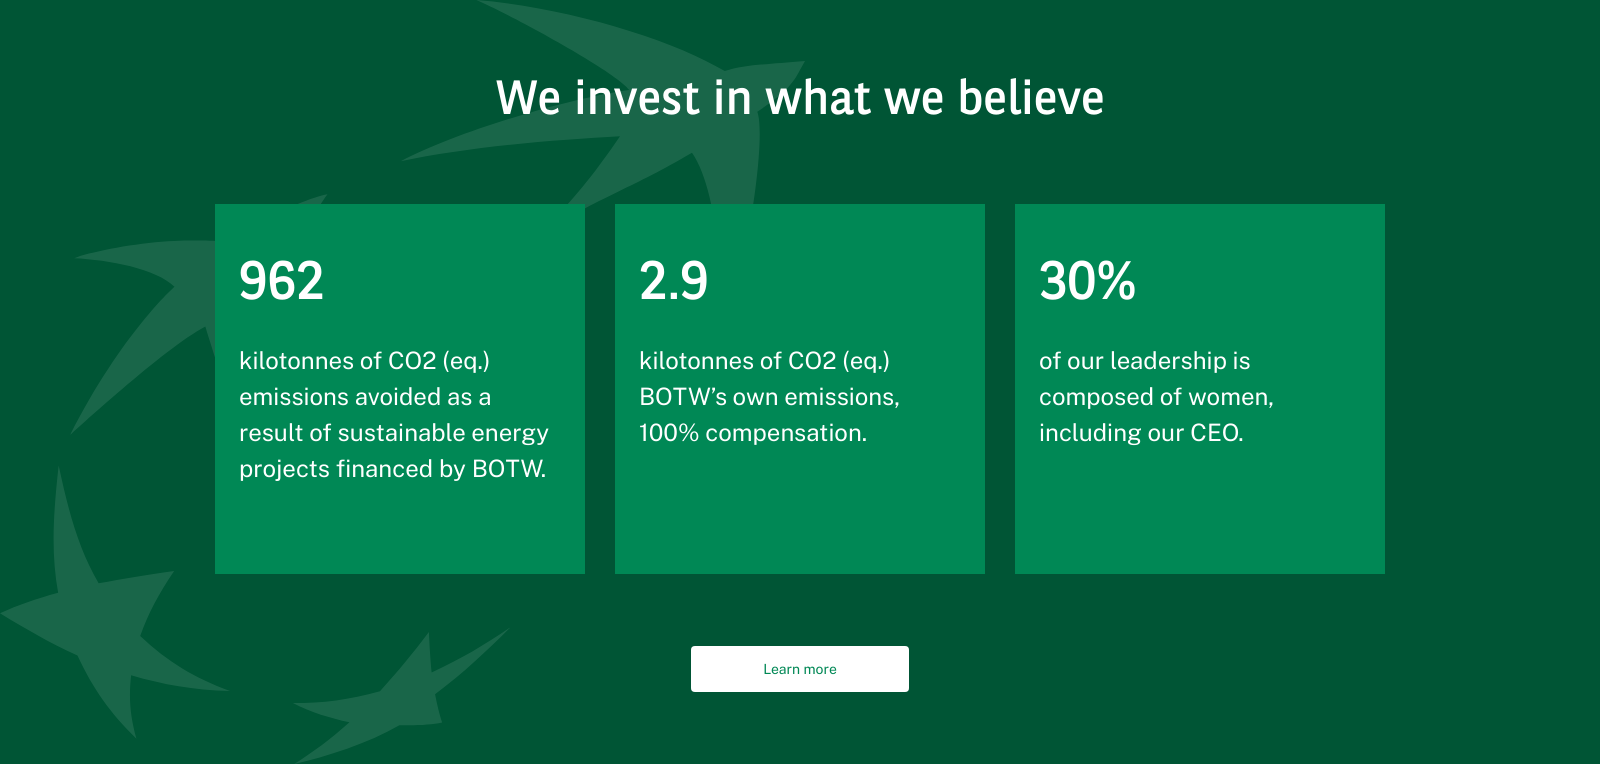 We invest in what we believe
962
kilotonnes of CO2 (eq.)
emissions avoided as a
result of sustainable energy
projects financed by BOTW.
2.9
kilotonnes of CO2 (eq.)
BOTW’s own emissions,
100% compensation.
30%
of our leadership is
composed of women,
including our CEO.
Learn more